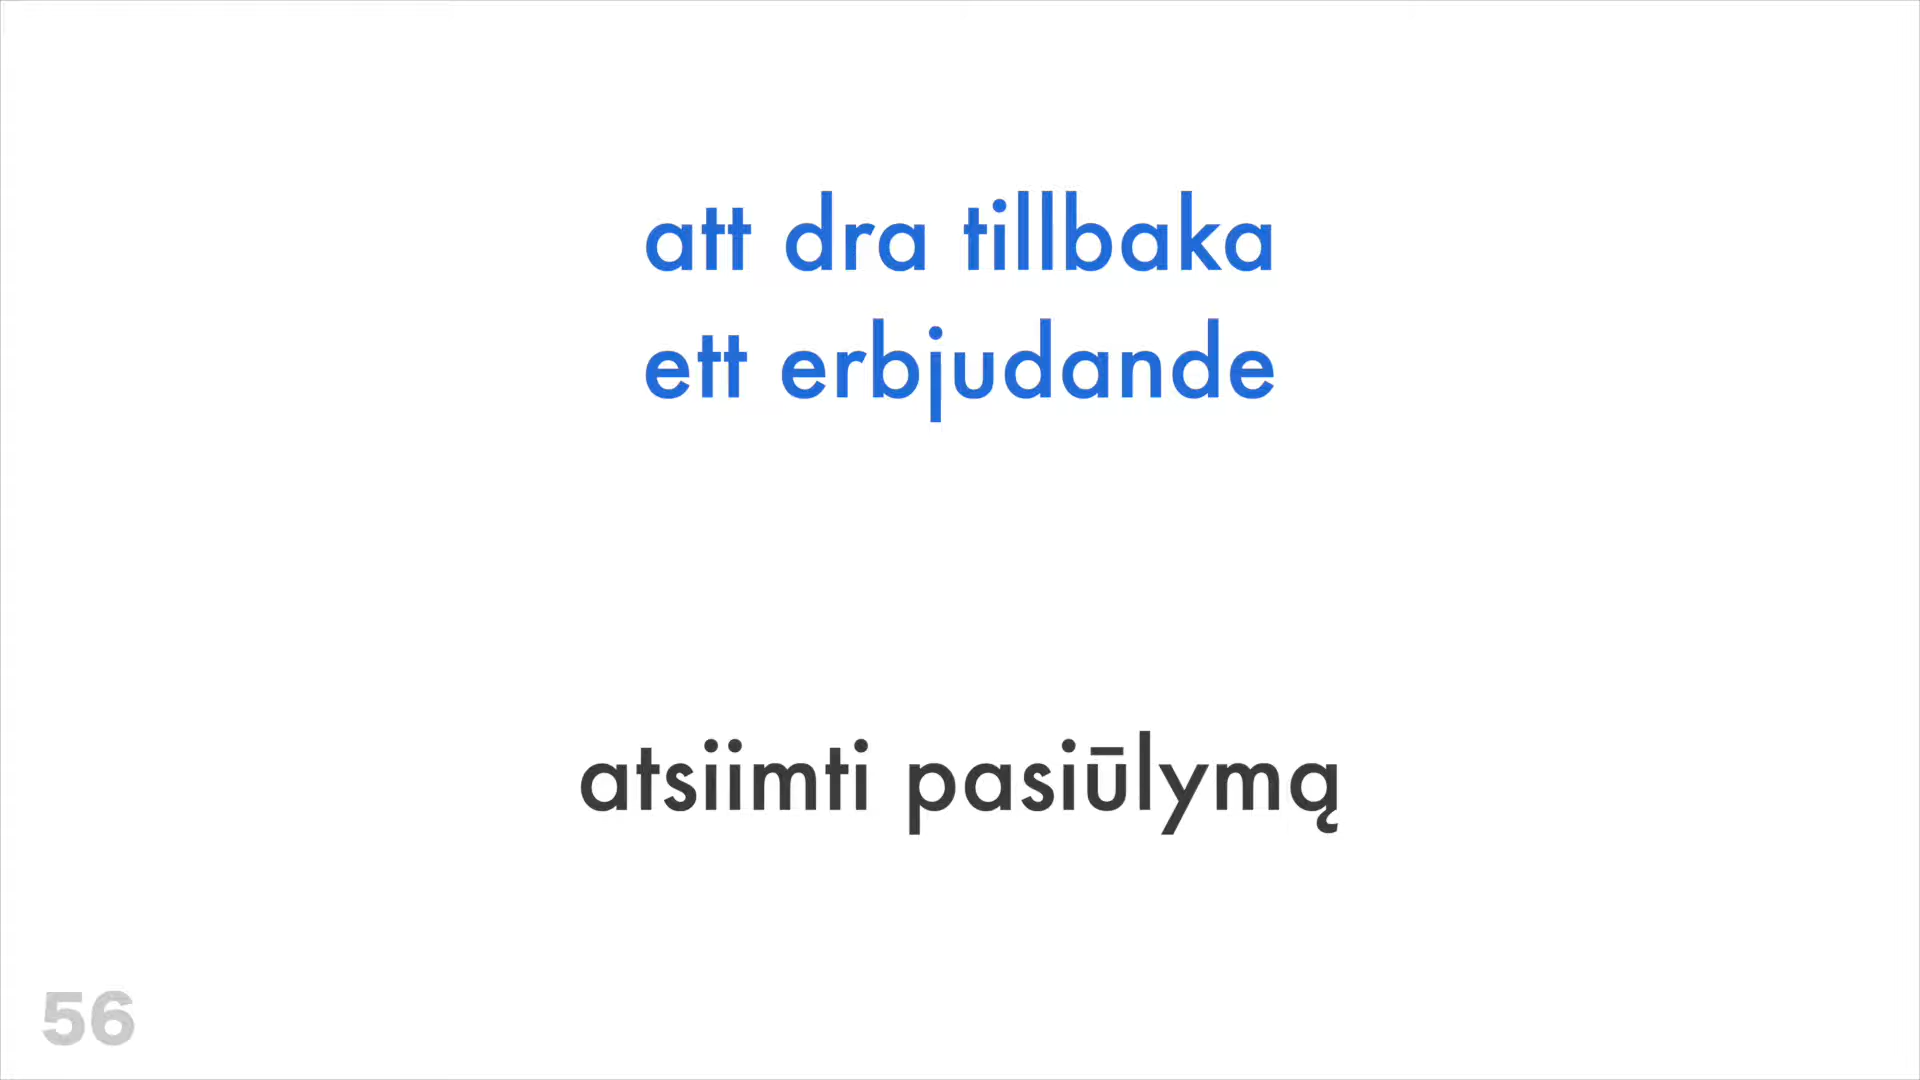 att dra tillbaka
ett erbjudande
atsiimti pasiūlymą
56